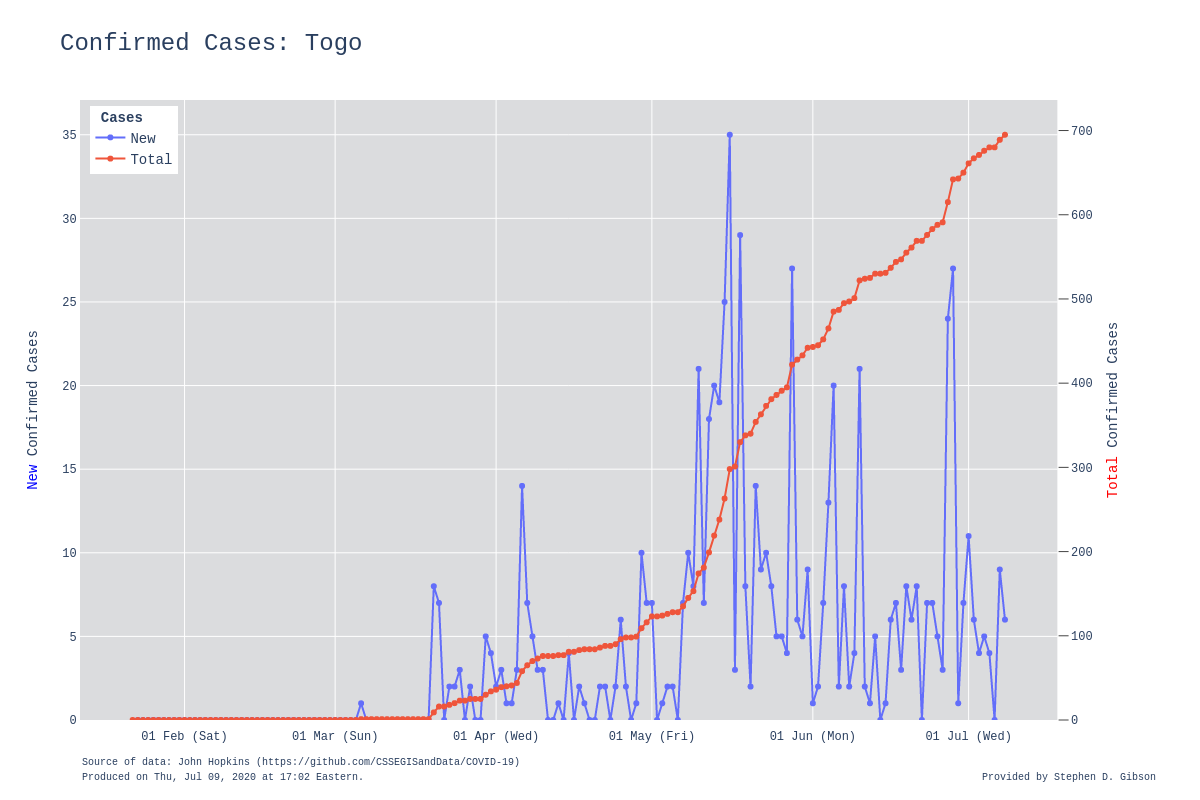 Confirmed Cases: Togo
Cases
New
Total
35
30
25
20
15
10
5
0
700
600
500
400
300
200
100
0
New Confirmed Cases
Total Confirmed Cases
01 Feb (Sat)
01 Mar (Sun)
01 Apr (Wed)
01 May (Fri)
01 Jun (Mon)
01 Jul (Wed)
Source of data: John Hopkins (https://github.com/CSSEGISandData/COVID-19)
Produced on Thu, Jul 09, 2020 at 17:02 Eastern.
Provided by Stephen D. Gibson